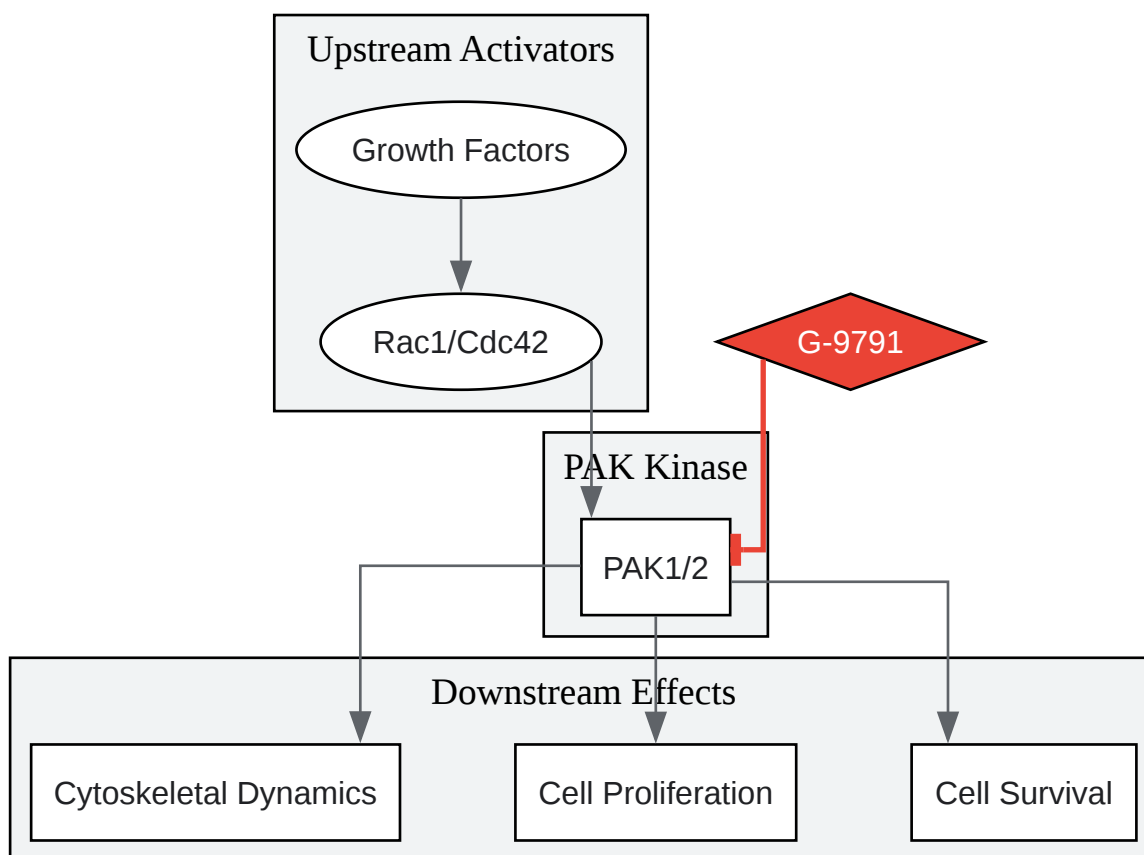 Upstream Activators
Growth Factors
Rac1/Cdc42
G-9791
PAK Kinase
PAK1/2
Downstream Effects
Cytoskeletal Dynamics
Cell Proliferation
Cell Survival